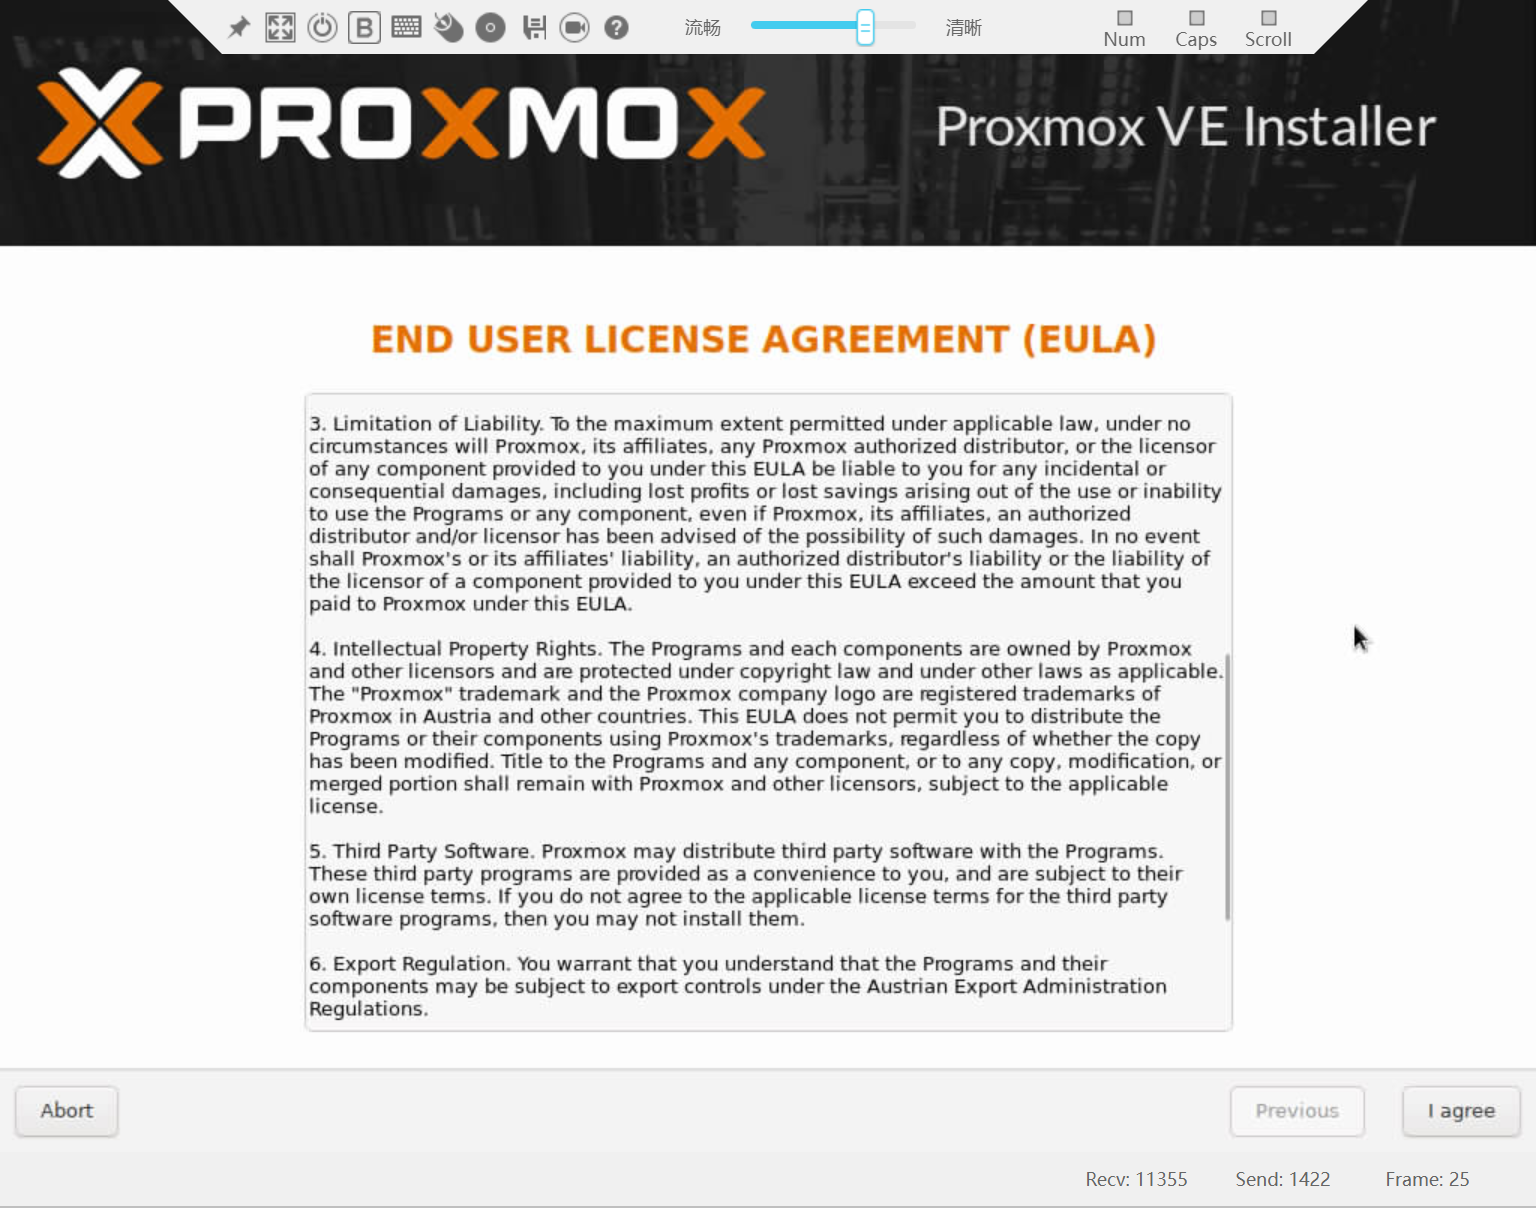 流畅
清晰
Num
Caps
Scroll
PROXMOX
Proxmox VE Installer
END USER LICENSE AGREEMENT (EULA)
3. Limitation of Liability. To the maximum extent permitted under applicable law, under no
circumstances will Proxmox, its affiliates, any Proxmox authorized distributor, or the licensor
of any component provided to you under this EULA be liable to you for any incidental or
consequential damages, including lost profits or lost savings arising out of the use or inability
to use the Programs or any component, even if Proxmox, its affiliates, an authorized
distributor and/or licensor has been advised of the possibility of such damages. In no event
shall Proxmox's or its affiliates' liability, an authorized distributor's liability or the liability of
the licensor of a component provided to you under this EULA exceed the amount that you
paid to Proxmox under this EULA.
4. Intellectual Property Rights. The Programs and each components are owned by Proxmox
and other licensors and are protected under copyright law and under other laws as applicable.
The "Proxmox" trademark and the Proxmox company logo are registered trademarks of
Proxmox in Austria and other countries. This EULA does not permit you to distribute the
Programs or their components using Proxmox's trademarks, regardless of whether the copy
has been modified. Title to the Programs and any component, or to any copy, modification, or
merged portion shall remain with Proxmox and other licensors, subject to the applicable
license.
5. Third Party Software. Proxmox may distribute third party software with the Programs.
These third party programs are provided as a convenience to you, and are subject to their
own license terms. If you do not agree to the applicable license terms for the third party
software programs, then you may not install them.
6. Export Regulation. You warrant that you understand that the Programs and their
components may be subject to export controls under the Austrian Export Administration
Regulations.
Abort
Previous
I agree
Recv: 11355
Send: 1422
Frame: 25